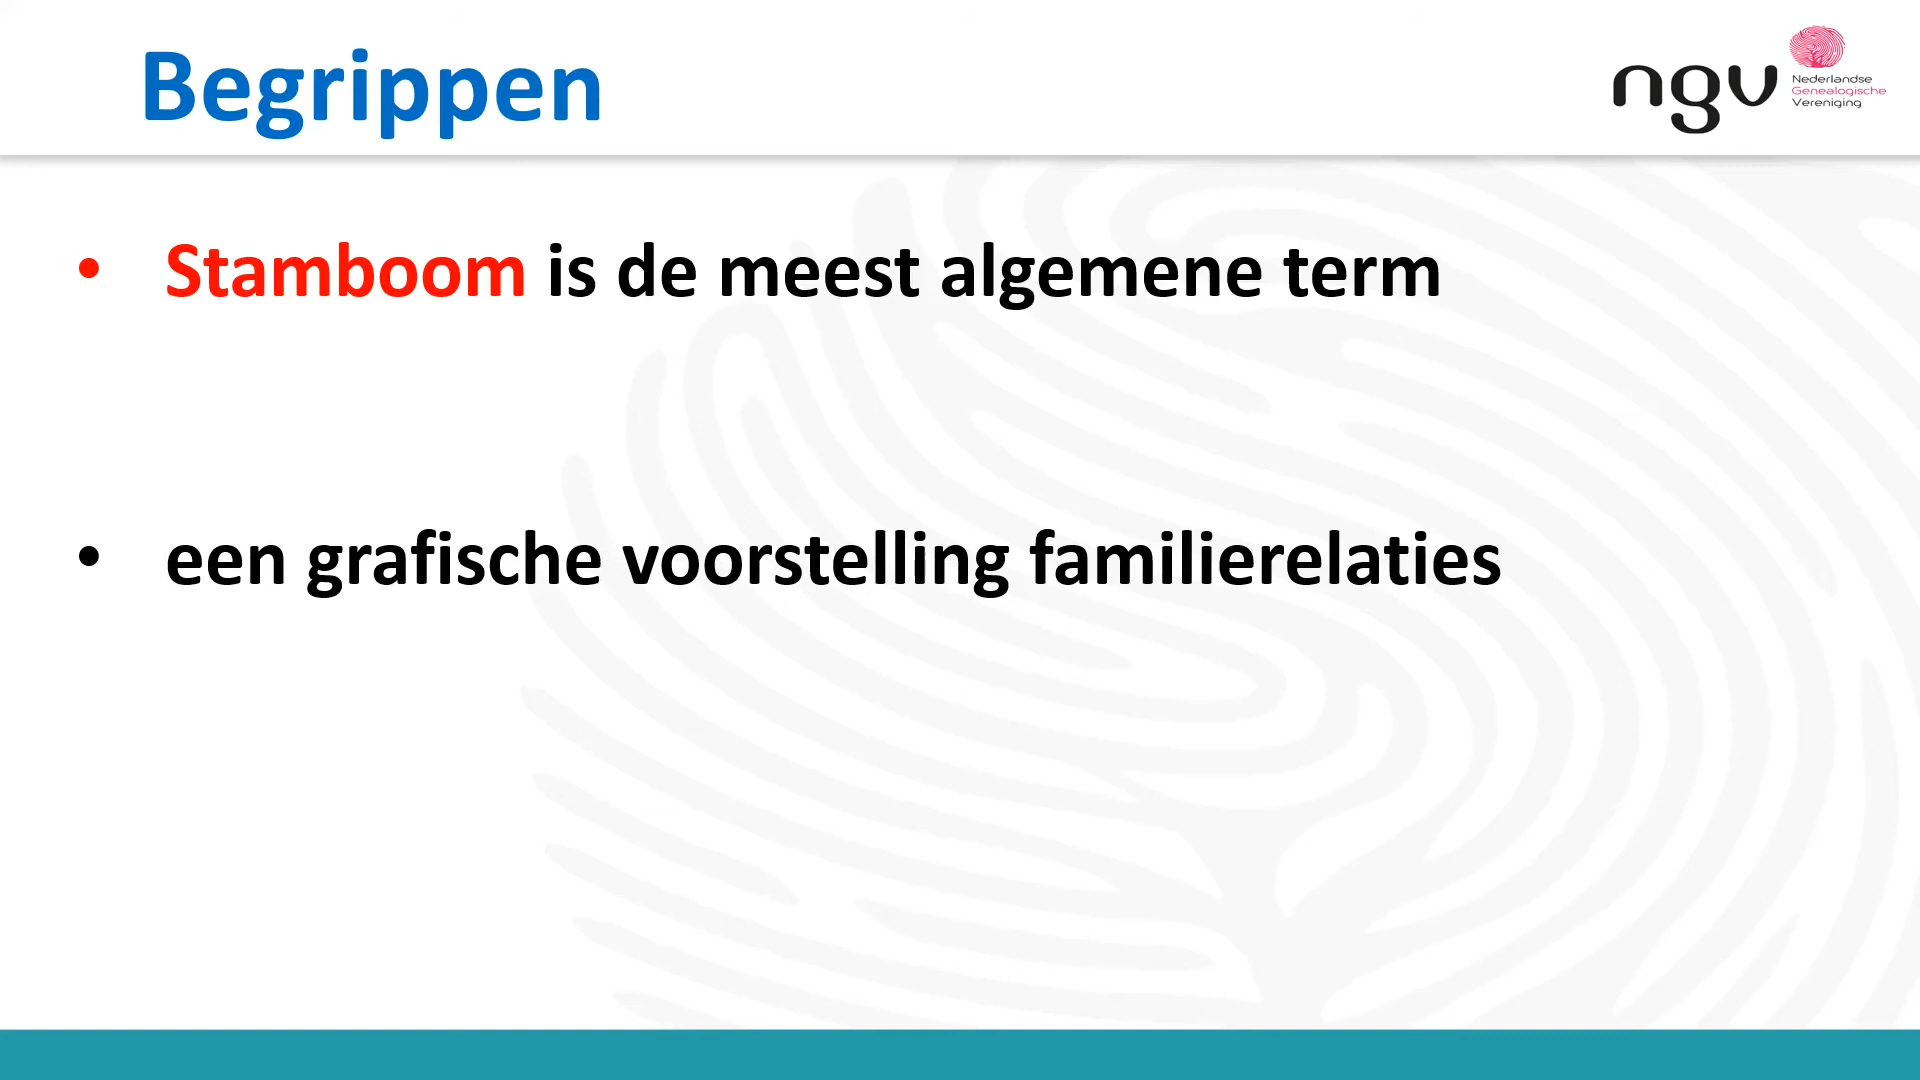 Begrippen
ngv
Nederlandse
Genealogische
Vereniging
• Stamboom is de meest algemene term
• een grafische voorstelling familierelaties